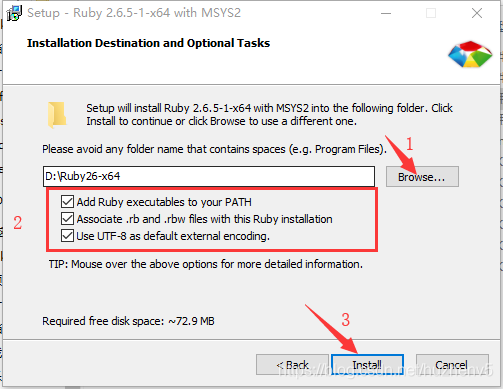 Setup - Ruby 2.6.5-1-x64 with MSYS2
Installation Destination and Optional Tasks
Setup will install Ruby 2.6.5-1-x64 with MSYS2 into the following folder. Click
Install to continue or click Browse to use a different one.
Please avoid any folder name that contains spaces (e.g. Program Files).
1
D:\Ruby26-x64
Browse...
2
Add Ruby executables to your PATH
Associate .rb and .rbw files with this Ruby installation
Use UTF-8 as default external encoding.
TIP: Mouse over the above options for more detailed information.
Required free disk space: ~72.9 MB
3
< Back
Install
Cancel